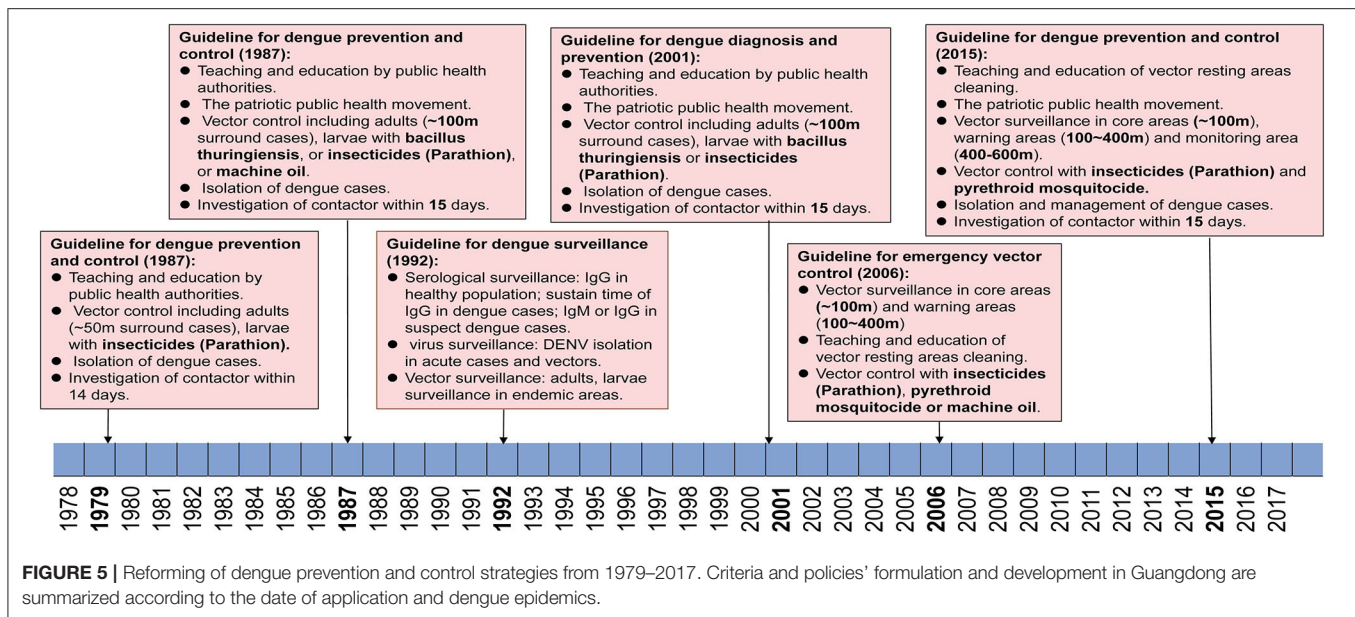 Guideline for dengue prevention and
control (1987):
● Teaching and education by public health
authorities.
● The patriotic public health movement.
● Vector control including adults (~100m
surround cases), larvae with bacillus
thuringiensis, or insecticides (Parathion),
or machine oil.
● Isolation of dengue cases.
● Investigation of contactor within 15 days.
Guideline for dengue diagnosis and
prevention (2001):
● Teaching and education by public health
authorities.
● The patriotic public health movement.
● Vector control including adults (~100m
surround cases), larvae with bacillus
thuringiensis or insecticides
(Parathion).
● Isolation of dengue cases.
● Investigation of contactor within 15 days.
Guideline for dengue prevention and control
(2015):
● Teaching and education of vector resting areas
cleaning.
● The patriotic public health movement.
● Vector surveillance in core areas (~100m),
warning areas (100~400m) and monitoring area
(400-600m).
● Vector control with insecticides (Parathion) and
pyrethroid mosquitocide.
● Isolation and management of dengue cases.
● Investigation of contactor within 15 days.
Guideline for dengue prevention
and control (1987):
● Teaching and education by
public health authorities.
● Vector control including adults
(~50m surround cases), larvae
with insecticides (Parathion).
● Isolation of dengue cases.
● Investigation of contactor within
14 days.
Guideline for dengue surveillance
(1992):
● Serological surveillance: IgG in
healthy population; sustain time of
IgG in dengue cases; IgM or IgG in
suspect dengue cases.
● virus surveillance: DENV isolation
in acute cases and vectors.
● Vector surveillance: adults, larvae
surveillance in endemic areas.
Guideline for emergency vector
control (2006):
● Vector surveillance in core areas
(~100m) and warning areas
(100~400m)
● Teaching and education of
vector resting areas cleaning.
● Vector control with insecticides
(Parathion), pyrethroid
mosquitocide or machine oil.
1978
1979
1980
1981
1982
1983
1984
1985
1986
1987
1988
1989
1990
1991
1992
1993
1994
1995
1996
1997
1998
1999
2000
2001
2002
2003
2004
2005
2006
2007
2008
2009
2010
2011
2012
2013
2014
2015
2016
2017
FIGURE 5 | Reforming of dengue prevention and control strategies from 1979–2017. Criteria and policies' formulation and development in Guangdong are
summarized according to the date of application and dengue epidemics.